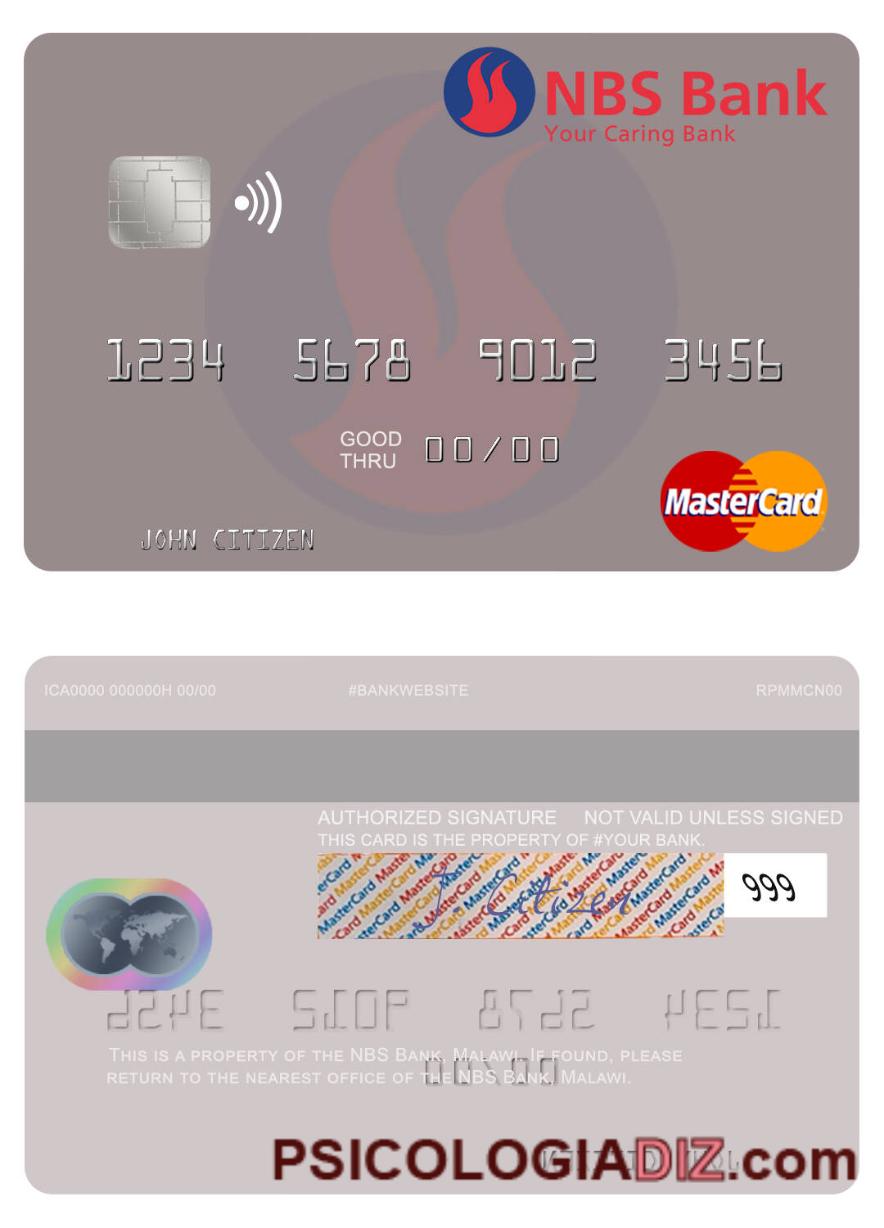 NBS Bank
Your Caring Bank
1234 5678 9012 3456
GOOD THRU 00/00
JOHN CITIZEN
MasterCard
ICA0000 000000H 00/00 #BANKWEBSITE RPMMCN00
AUTHORIZED SIGNATURE NOT VALID UNLESS SIGNED
THIS CARD IS THE PROPERTY OF #YOUR BANK.
J Citizen 999
THIS IS A PROPERTY OF THE NBS BANK, MALAWI. IF FOUND, PLEASE
RETURN TO THE NEAREST OFFICE OF THE NBS BANK, MALAWI.
PSICOLOGIADIZ.com